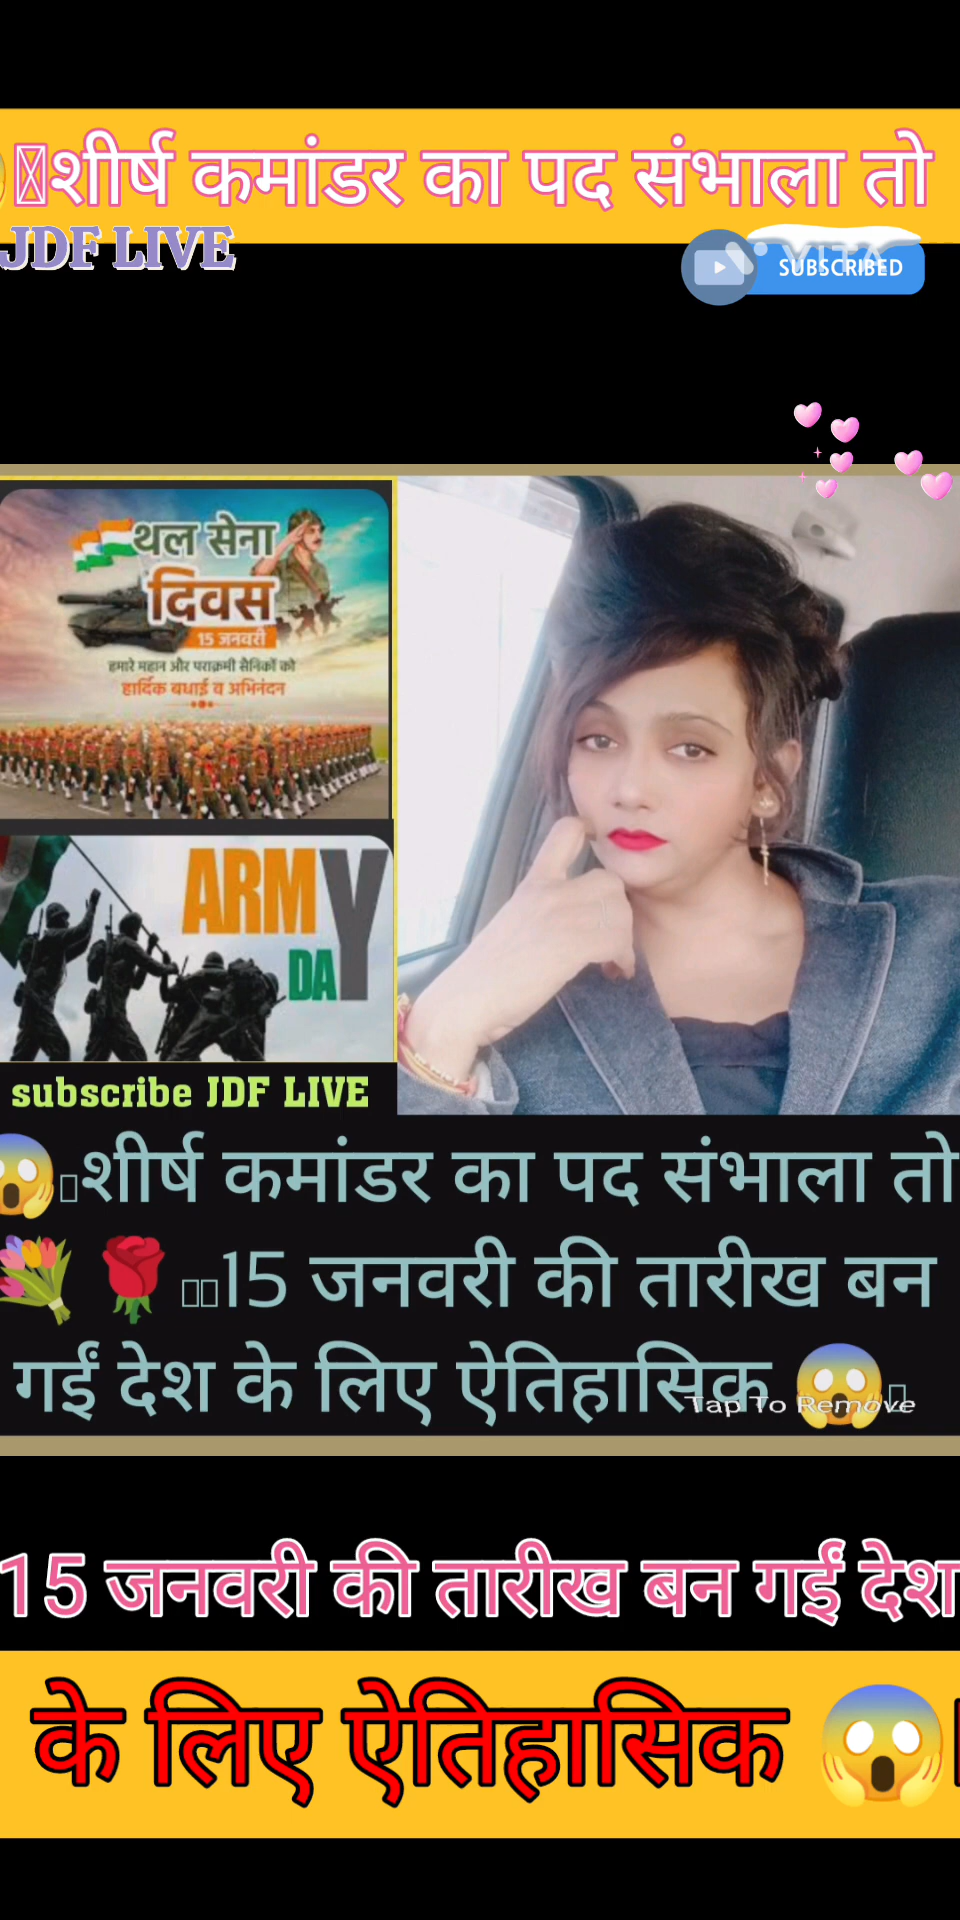 😱शीर्ष कमांडर का पद संभाला तो
JDF LIVE
VITA
SUBSCRIBED
थल सेना
दिवस
15 जनवरी
हमारे महान और पराक्रमी सैनिकों को
हार्दिक बधाई व अभिनंदन
ARMY
DAY
subscribe JDF LIVE
😱शीर्ष कमांडर का पद संभाला तो
💐🌹15 जनवरी की तारीख बन
गईं देश के लिए ऐतिहासिक 😱
Tap To Remove
15 जनवरी की तारीख बन गईं देश
के लिए ऐतिहासिक 😱